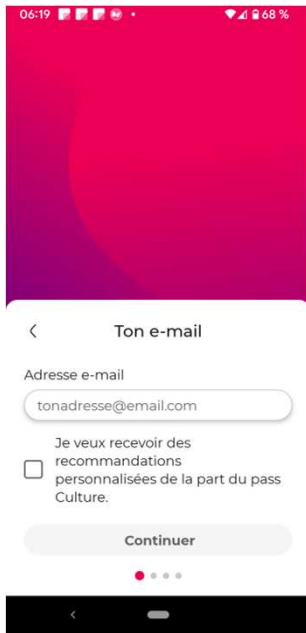 06:19 68 %
Ton e-mail
Adresse e-mail
tonadresse@email.com
Je veux recevoir des
recommandations
personnalisées de la part du pass
Culture.
Continuer